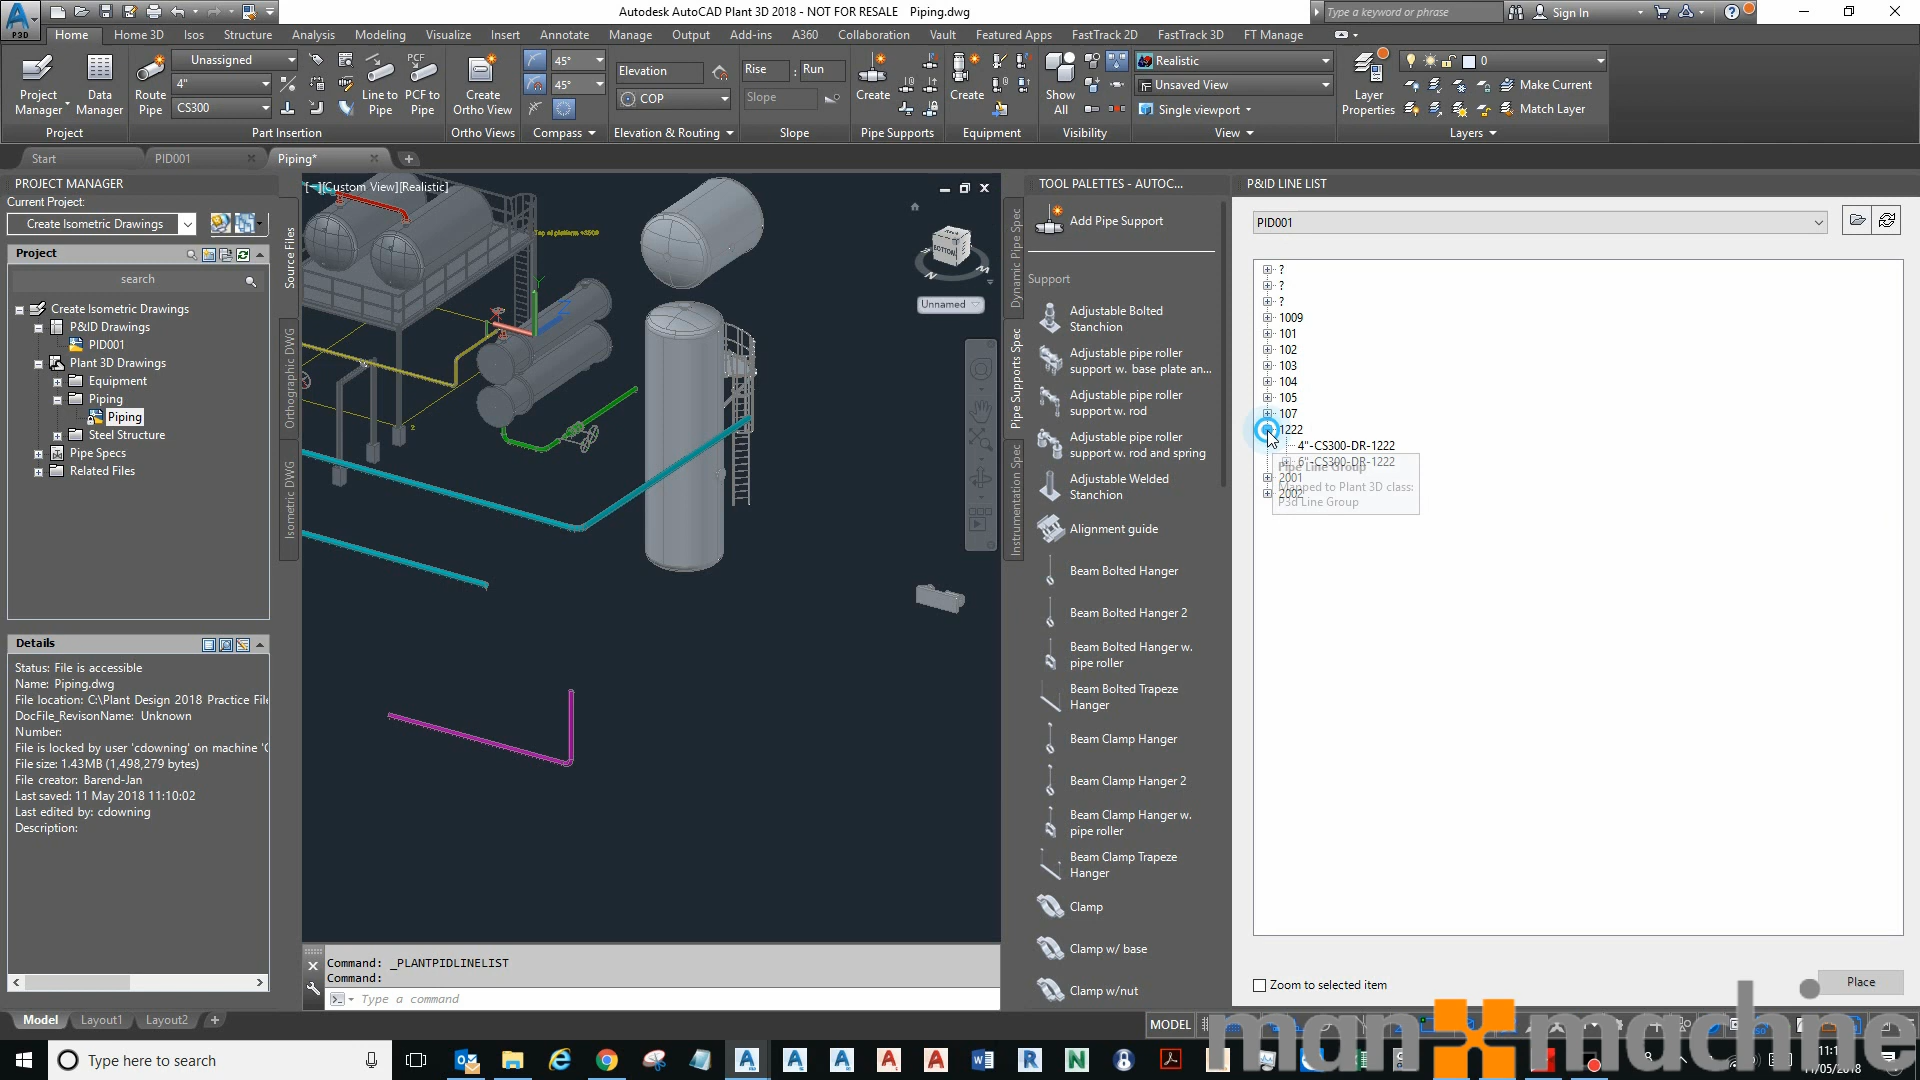 Autodesk AutoCAD Plant 3D 2018 - NOT FOR RESALE Piping.dwg
Type a keyword or phrase
Sign In
P3D
Home Home 3D Isos Structure Analysis Modeling Visualize Insert Annotate Manage Output Add-ins A360 Collaboration Vault Featured Apps FastTrack 2D FastTrack 3D FT Manage
Project Manager
Data Manager
Route Pipe
Unassigned
4"
CS300
Line to Pipe
PCF to Pipe
Create Ortho View
45°
45°
Elevation
COP
Rise : Run
Slope
Create
Create
Show All
Realistic
Unsaved View
Single viewport
Layer Properties
0
Make Current
Match Layer
Project Part Insertion Ortho Views Compass Elevation & Routing Slope Pipe Supports Equipment Visibility View Layers
Start PID001 Piping*
PROJECT MANAGER
Current Project:
Create Isometric Drawings
Project
search
Create Isometric Drawings
P&ID Drawings
PID001
Plant 3D Drawings
Equipment
Piping
Piping
Steel Structure
Pipe Specs
Related Files
Source Files
Orthographic DWG
Isometric DWG
Details
Status: File is accessible
Name: Piping.dwg
File location: C:\Plant Design 2018 Practice File
DocFile_RevisonName: Unknown
Number:
File is locked by user 'cdowning' on machine 'C
File size: 1.43MB (1,498,279 bytes)
File creator: Barend-Jan
Last saved: 11 May 2018 11:10:02
Last edited by: cdowning
Description:
[−][Custom View][Realistic]
BOTTOM
N
Unnamed
TOOL PALETTES - AUTOC...
Dynamic Pipe Spec
Pipe Supports Spec
Instrumentation Spec
Add Pipe Support
Support
Adjustable Bolted Stanchion
Adjustable pipe roller support w. base plate an...
Adjustable pipe roller support w. rod
Adjustable pipe roller support w. rod and spring
Adjustable Welded Stanchion
Alignment guide
Beam Bolted Hanger
Beam Bolted Hanger 2
Beam Bolted Hanger w. pipe roller
Beam Bolted Trapeze Hanger
Beam Clamp Hanger
Beam Clamp Hanger 2
Beam Clamp Hanger w. pipe roller
Beam Clamp Trapeze Hanger
Clamp
Clamp w/ base
Clamp w/nut
P&ID LINE LIST
PID001
?
?
?
1009
101
102
103
104
105
107
1222
4"-CS300-DR-1222
6"-CS300-DR-1222
2001
2002
Pipe Line Group
Mapped to Plant 3D class:
P3d Line Group
Zoom to selected item
Place
Command: _PLANTPIDLINELIST
Command:
Type a command
Model Layout1 Layout2
MODEL
man machine
Type here to search
11/05/2018